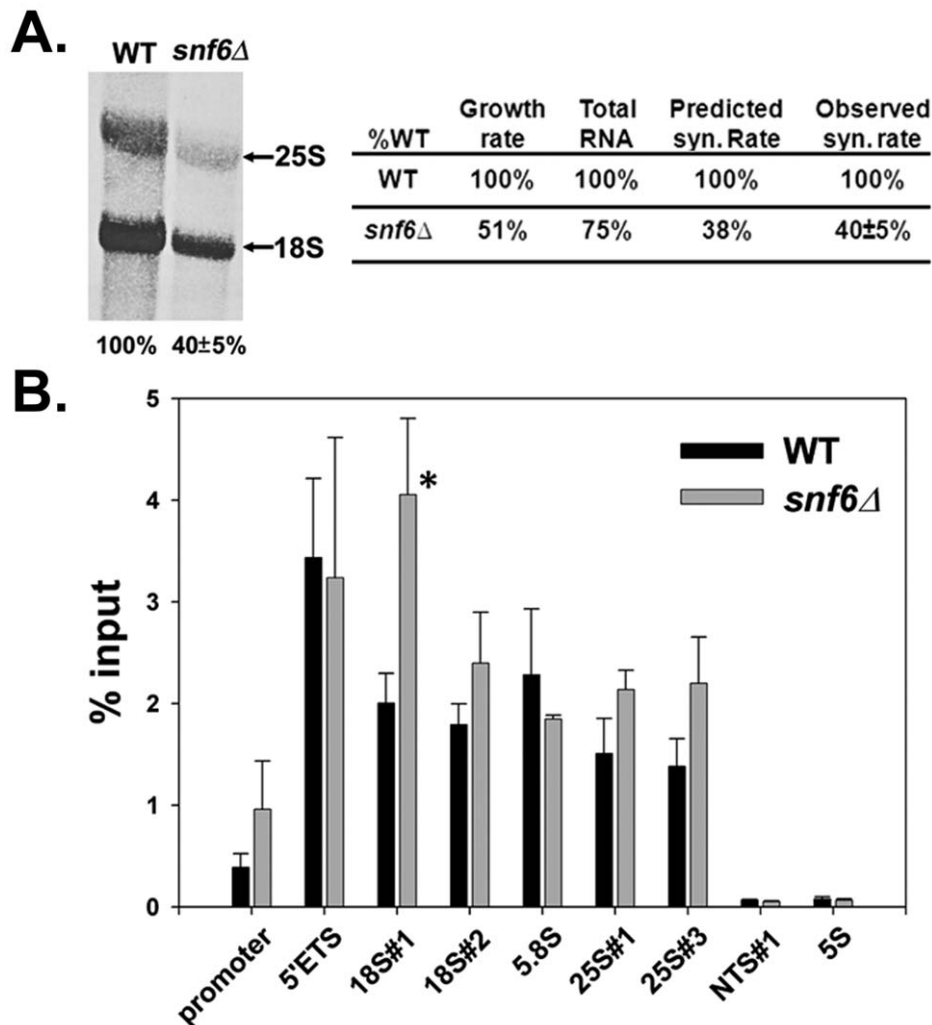 A.
WT snf6Δ
25S
18S
100% 40±5%
%WT Growth rate Total RNA Predicted syn. Rate Observed syn. rate
WT 100% 100% 100% 100%
snf6Δ 51% 75% 38% 40±5%
B.
% input
5
4
3
2
1
0
*
WT
snf6Δ
promoter 5'ETS 18S#1 18S#2 5.8S 25S#1 25S#3 NTS#1 5S